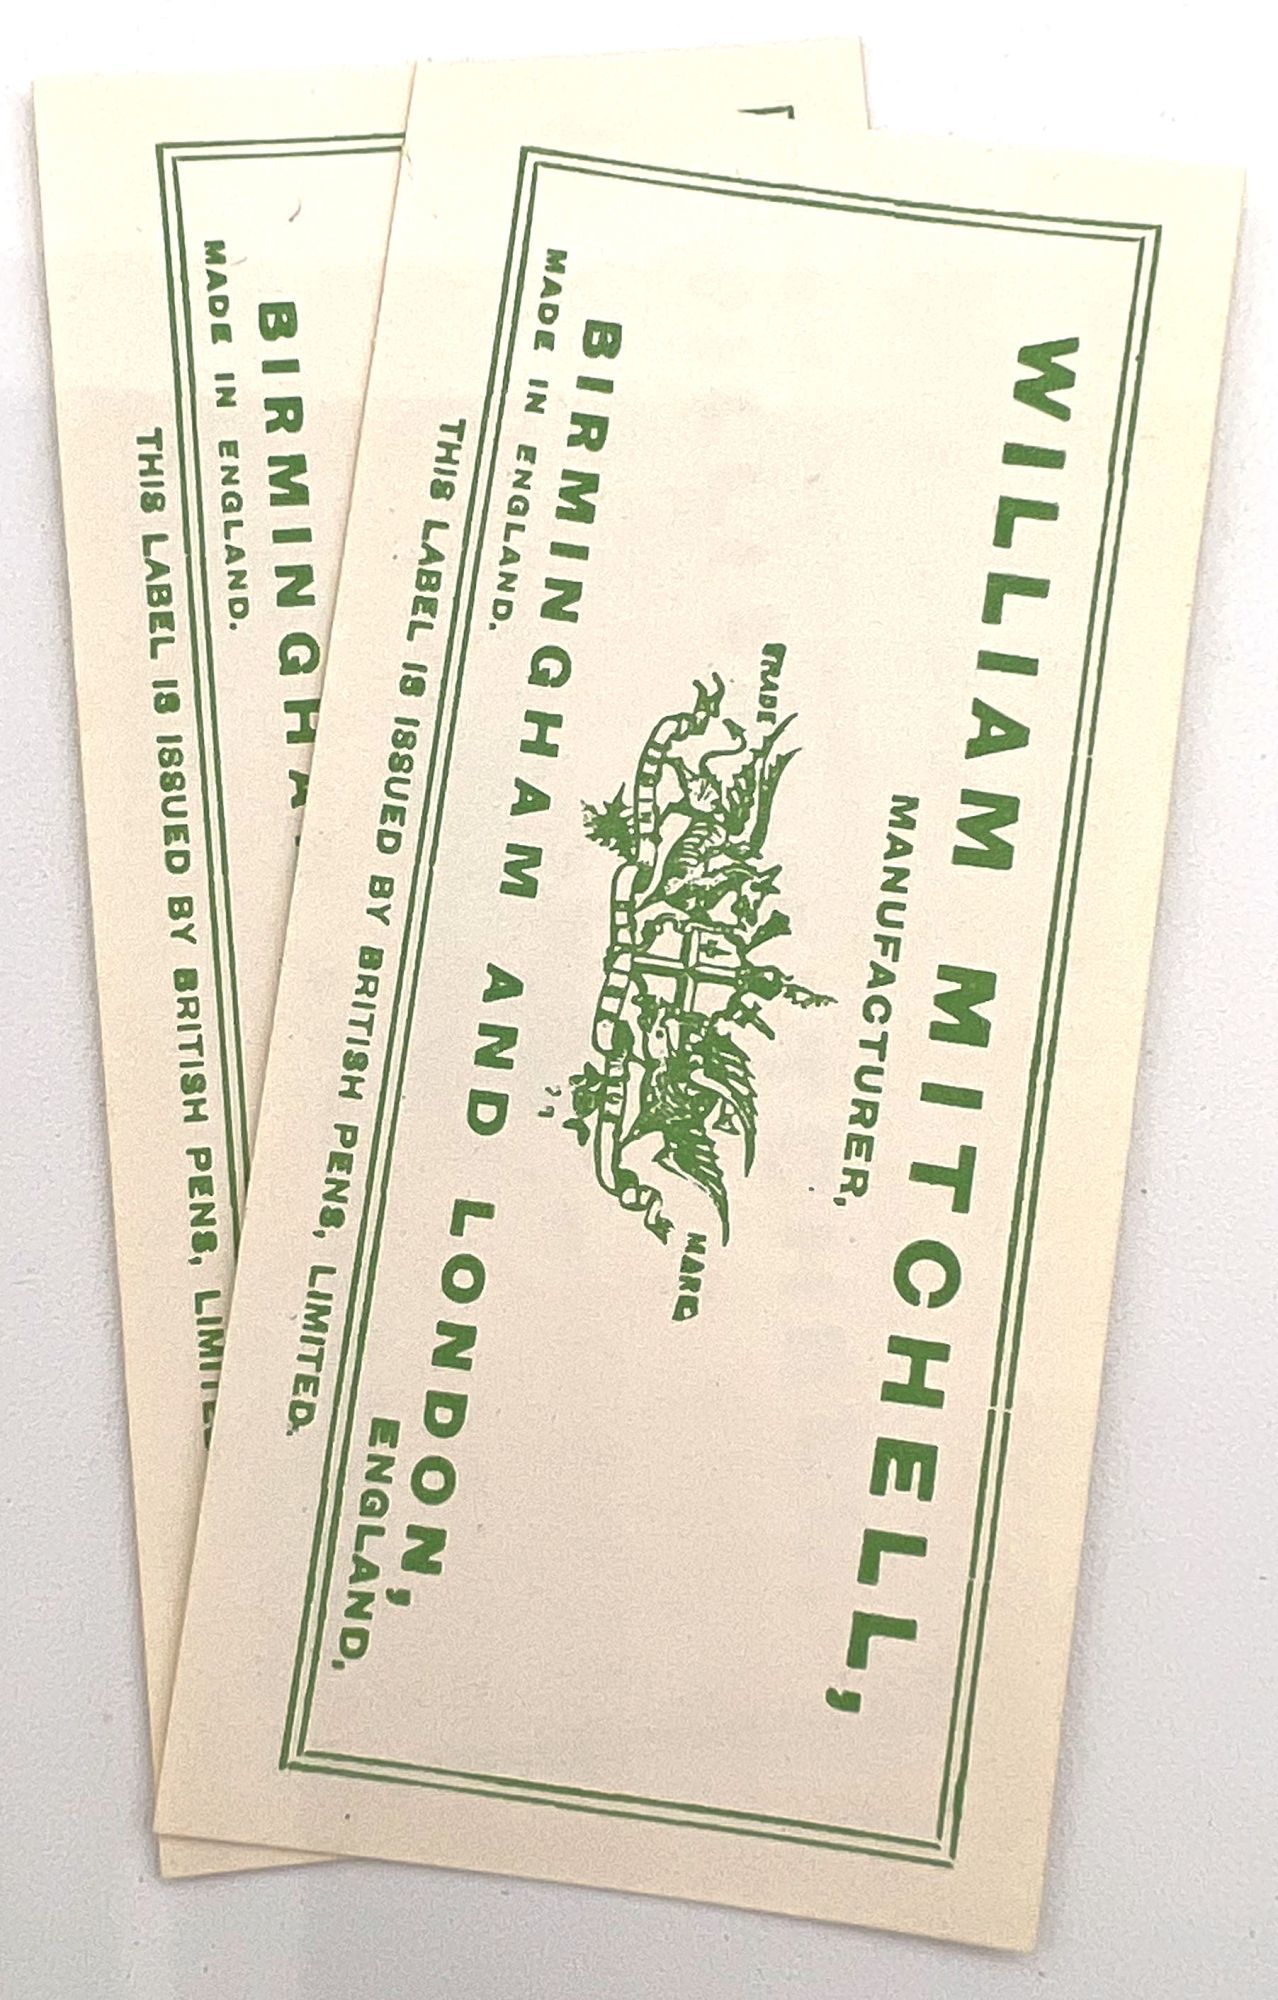 WILLIAM MITCHELL,
MANUFACTURER,
TRADE MARK
BIRMINGHAM AND LONDON,
MADE IN ENGLAND.
ENGLAND.
THIS LABEL IS ISSUED BY BRITISH PENS, LIMITED.
BIRMINGHA
MADE IN ENGLAND.
THIS LABEL IS ISSUED BY BRITISH PENS, LIMITED